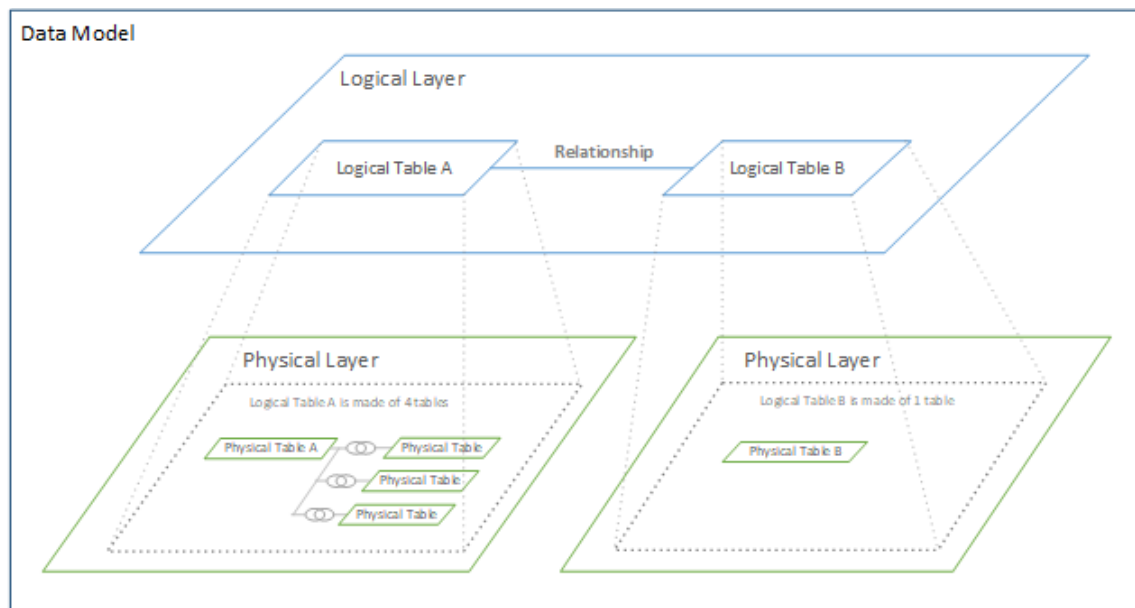 Data Model
Logical Layer
Relationship
Logical Table A
Logical Table B
Physical Layer
Logical Table A is made of 4 tables
Physical Table A
Physical Table
Physical Table
Physical Table
Physical Layer
Logical Table B is made of 1 table
Physical Table B